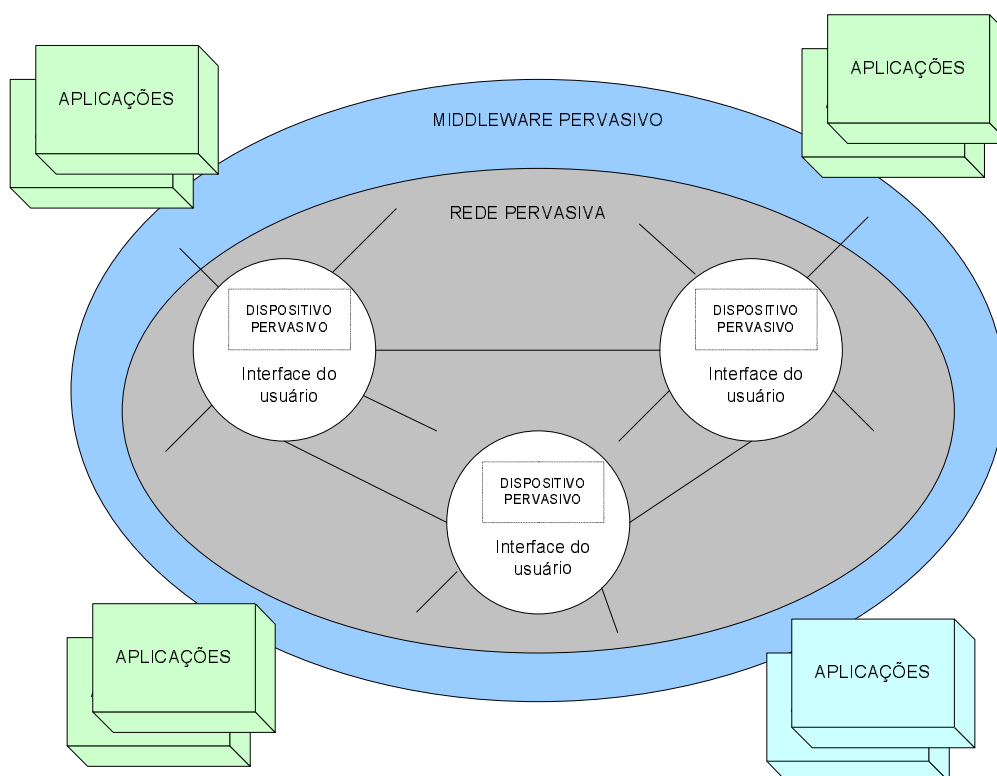 APLICAÇÕES
APLICAÇÕES
MIDDLEWARE PERVASIVO
REDE PERVASIVA
DISPOSITIVO
PERVASIVO
Interface do
usuário
DISPOSITIVO
PERVASIVO
Interface do
usuário
DISPOSITIVO
PERVASIVO
Interface do
usuário
APLICAÇÕES
APLICAÇÕES